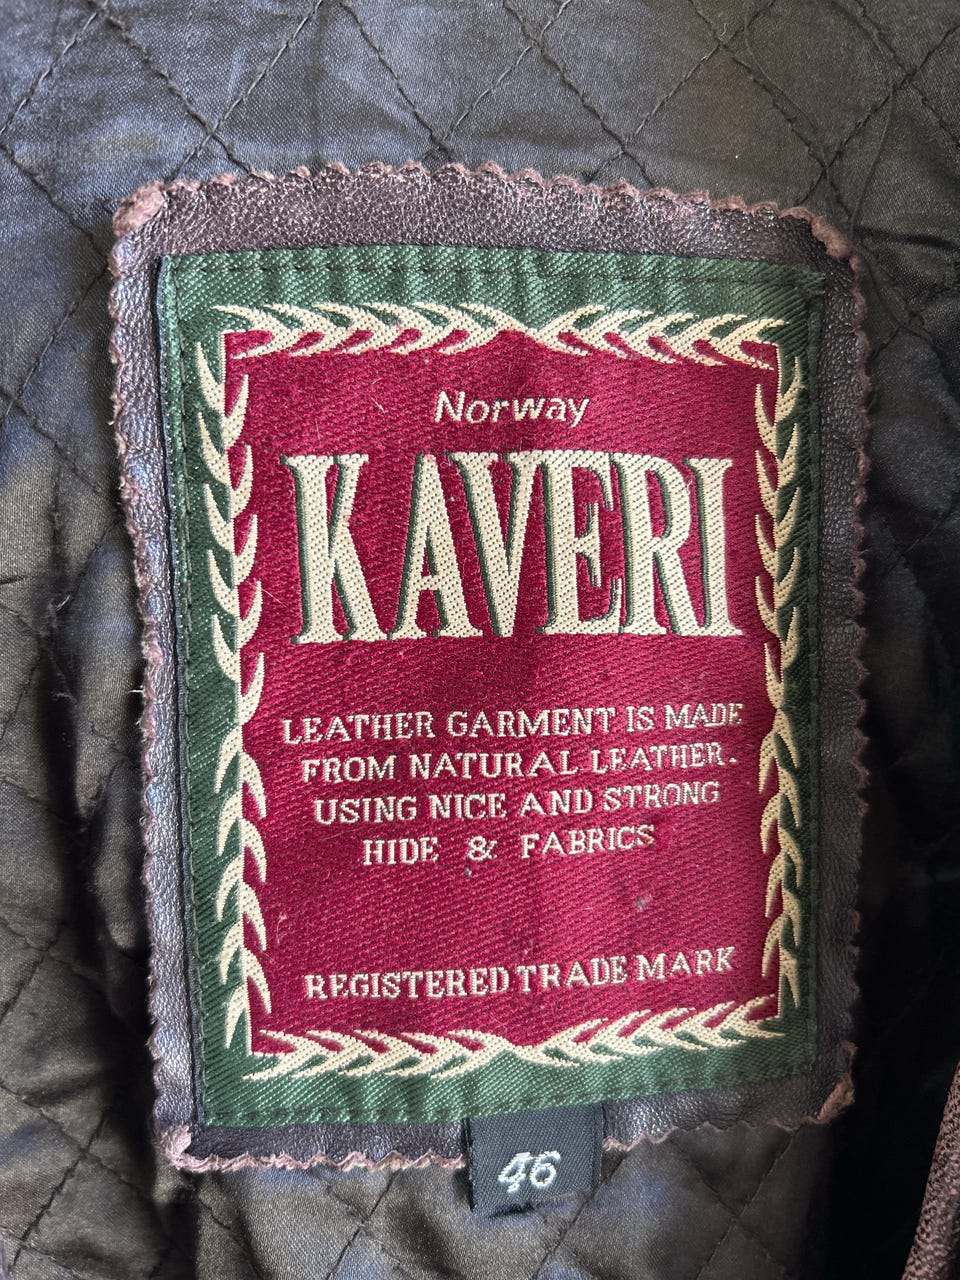 Norway
KAVERI
LEATHER GARMENT IS MADE
FROM NATURAL LEATHER.
USING NICE AND STRONG
HIDE & FABRICS
REGISTERED TRADE MARK
46